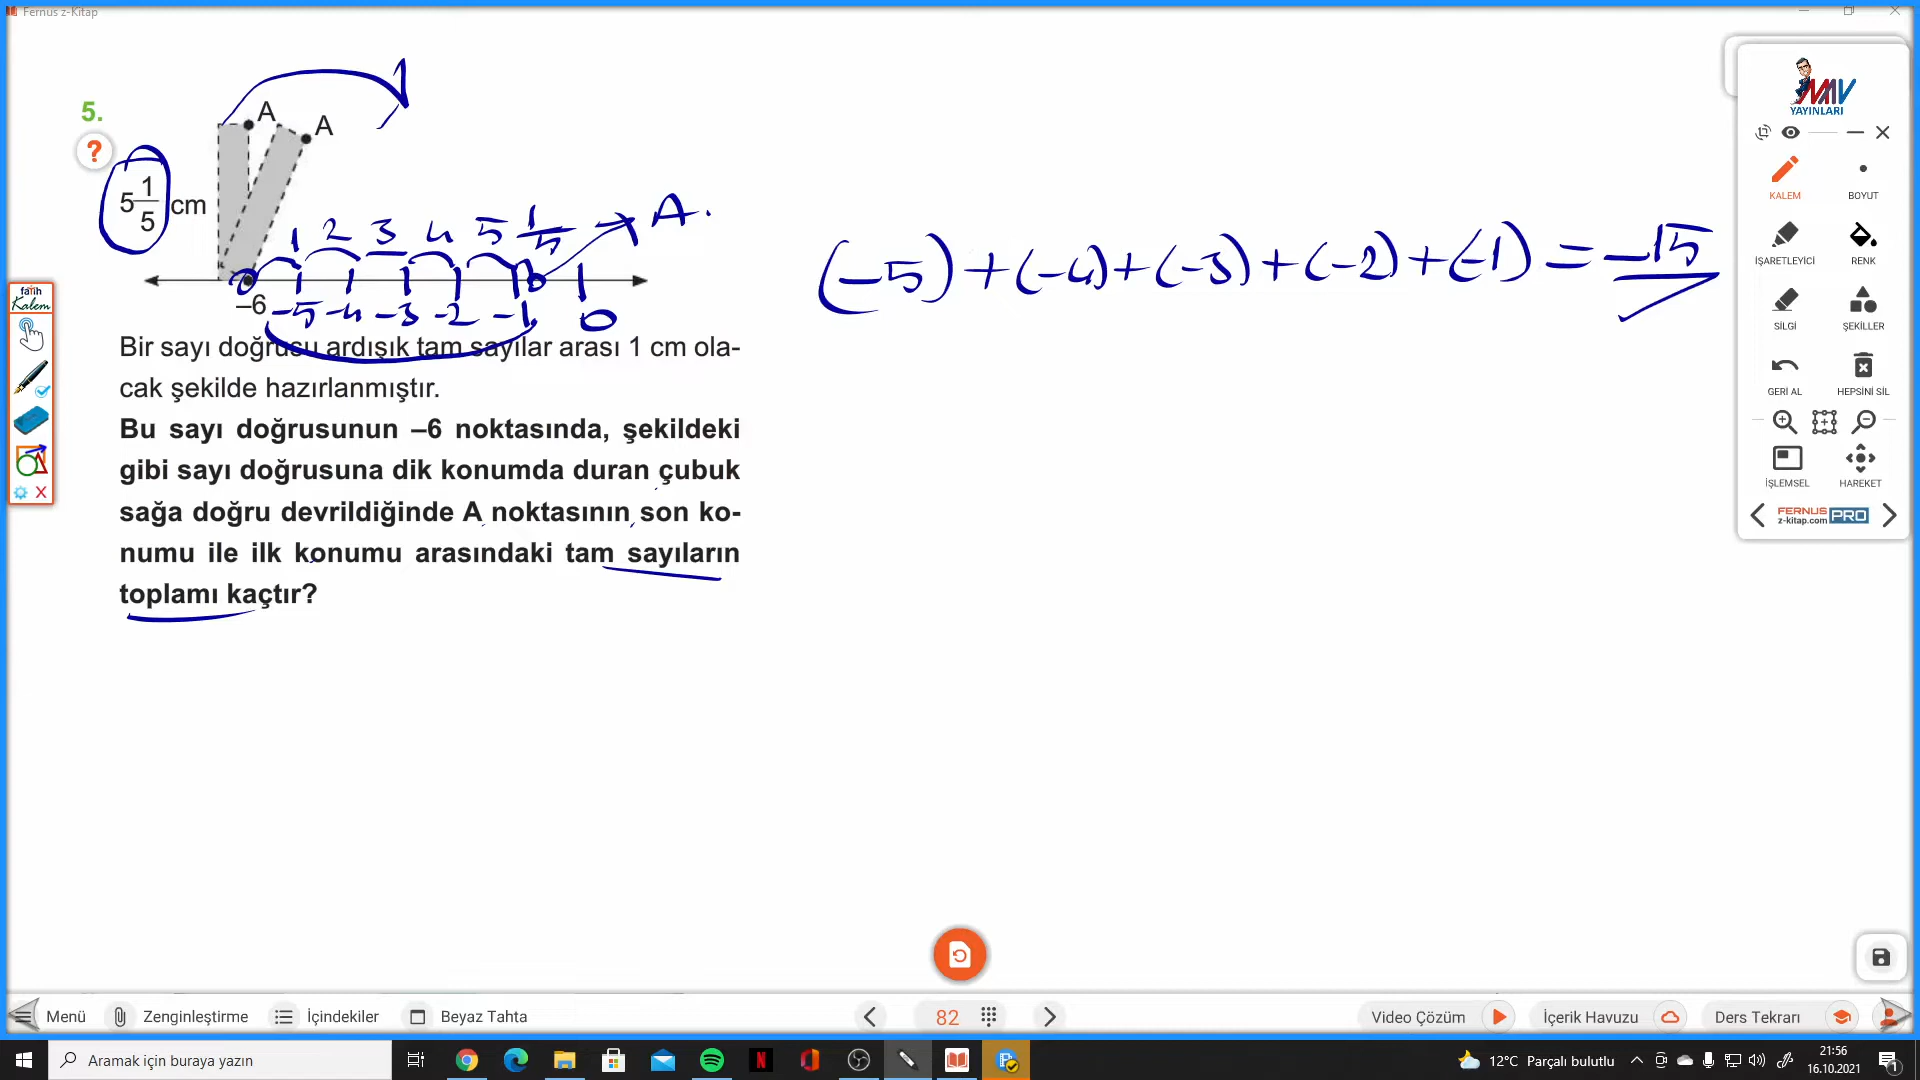 Fernus z-Kitap
5.
?
A
A
5 1/5 cm
1 2 3 4 5 1/5
A.
–6
-5 -4 -3 -2 -1 0
(-5)+(-4)+(-3)+(-2)+(-1)=-15
Bir sayı doğrusu ardışık tam sayılar arası 1 cm ola-
cak şekilde hazırlanmıştır.
Bu sayı doğrusunun –6 noktasında, şekildeki
gibi sayı doğrusuna dik konumda duran çubuk
sağa doğru devrildiğinde A noktasının son ko-
numu ile ilk konumu arasındaki tam sayıların
toplamı kaçtır?
fatih
Kalem
X
MAV
YAYINLARI
KALEM
BOYUT
İŞARETLEYİCİ
RENK
SİLGİ
ŞEKİLLER
GERİ AL
HEPSİNİ SİL
İŞLEMSEL
HAREKET
FERNUS
z-kitap.com PRO
Menü
Zenginleştirme
İçindekiler
Beyaz Tahta
82
Video Çözüm
İçerik Havuzu
Ders Tekrarı
Aramak için buraya yazın
12°C Parçalı bulutlu
21:56
16.10.2021
1